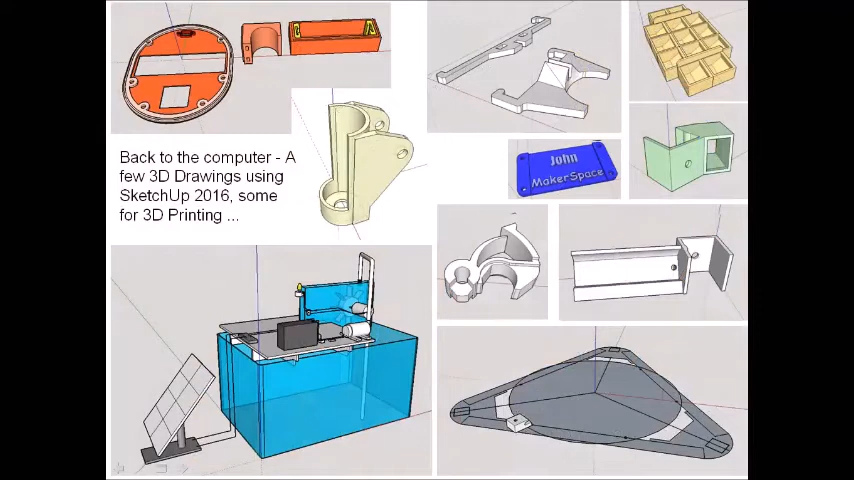 Back to the computer - A
few 3D Drawings using
SketchUp 2016, some
for 3D Printing ...
John
MakerSpace